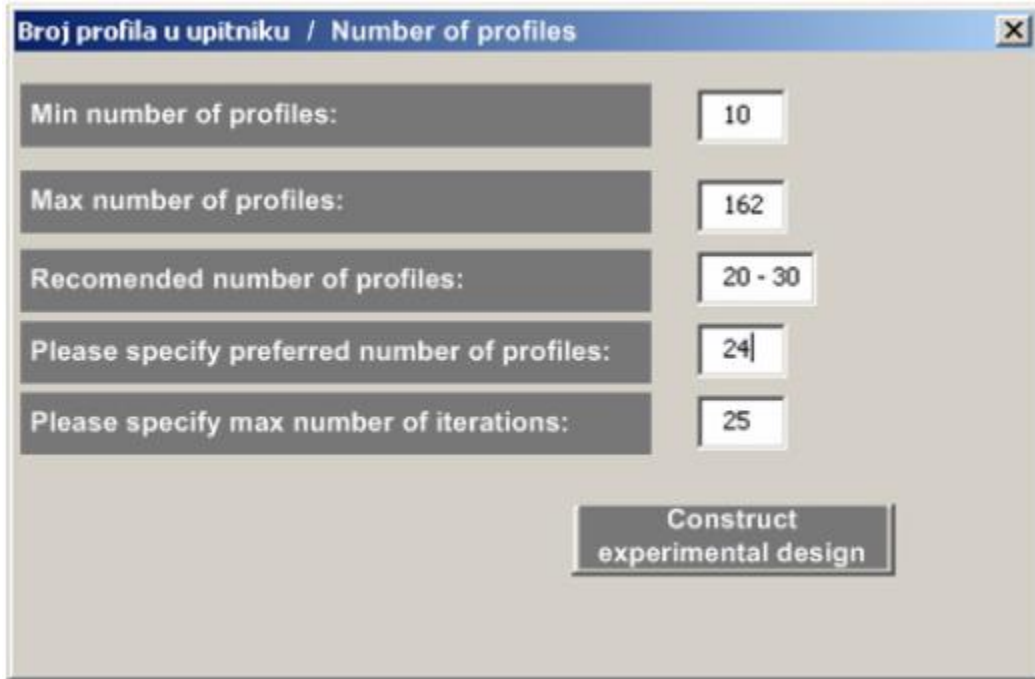 Broj profila u upitniku / Number of profiles
Min number of profiles: 10
Max number of profiles: 162
Recomended number of profiles: 20 - 30
Please specify preferred number of profiles: 24
Please specify max number of iterations: 25
Construct
experimental design